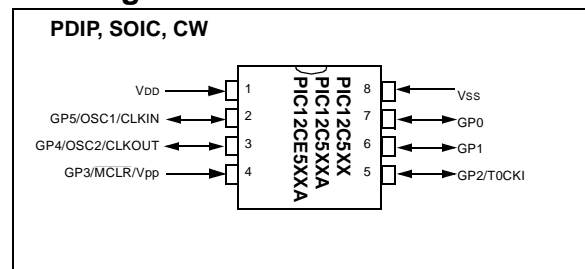 PDIP, SOIC, CW
VDD 1
GP5/OSC1/CLKIN 2
GP4/OSC2/CLKOUT 3
GP3/MCLR/Vpp 4
PIC12C5XX
PIC12C5XXA
PIC12CE5XXA
8 Vss
7 GP0
6 GP1
5 GP2/T0CKI